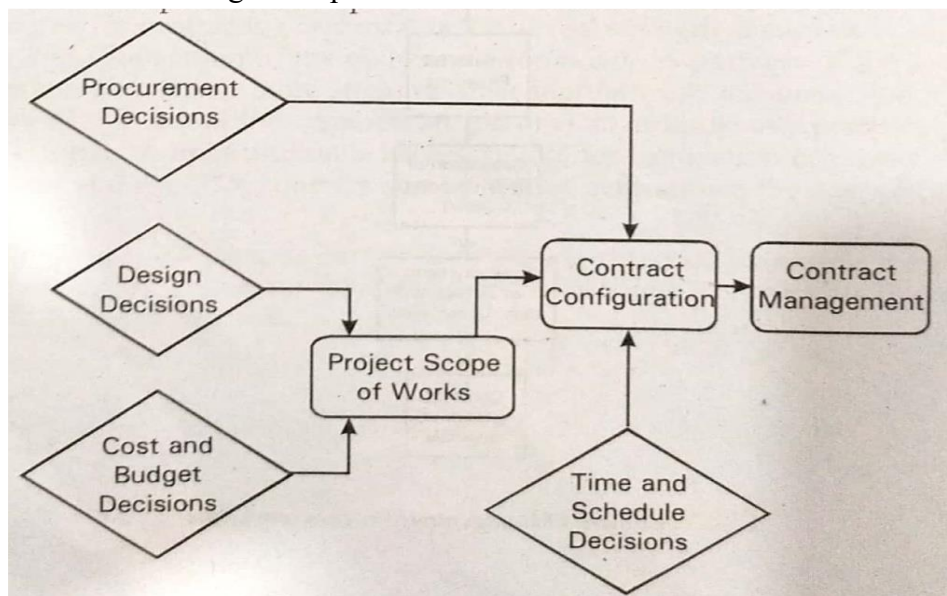 Procurement
Decisions
Design
Decisions
Contract
Configuration
Contract
Management
Project Scope
of Works
Cost and
Budget
Decisions
Time and
Schedule
Decisions